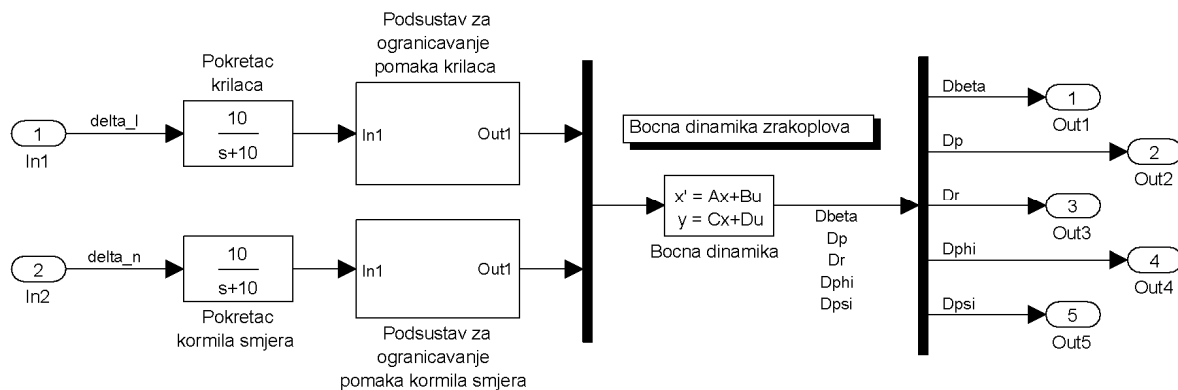 Pokretac
krilaca
Podsustav za
ogranicavanje
pomaka krilaca
1
In1
delta_l
10
s+10
In1
Out1
Bocna dinamika zrakoplova
x' = Ax+Bu
y = Cx+Du
Bocna dinamika
Dbeta
Dp
Dr
Dphi
Dpsi
Dbeta
1
Out1
Dp
2
Out2
Dr
3
Out3
Dphi
4
Out4
Dpsi
5
Out5
2
In2
delta_n
10
s+10
Pokretac
kormila smjera
In1
Out1
Podsustav za
ogranicavanje
pomaka kormila smjera